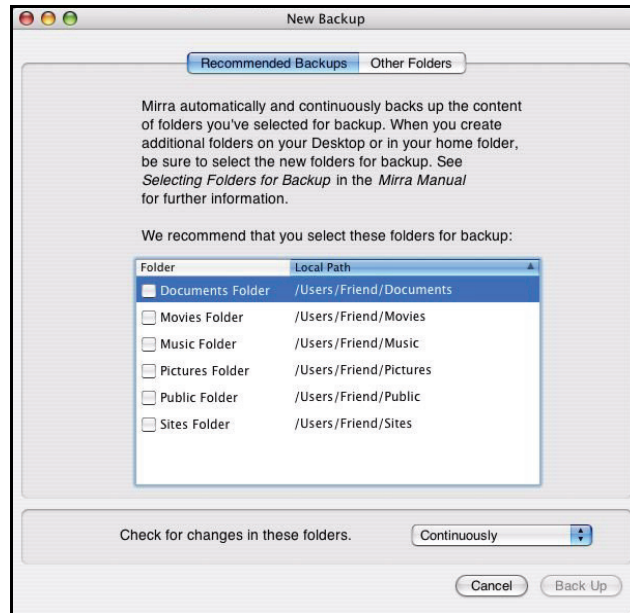 New Backup
Recommended Backups Other Folders
Mirra automatically and continuously backs up the content
of folders you've selected for backup. When you create
additional folders on your Desktop or in your home folder,
be sure to select the new folders for backup. See
Selecting Folders for Backup in the Mirra Manual
for further information.
We recommend that you select these folders for backup:
Folder Local Path
Documents Folder /Users/Friend/Documents
Movies Folder /Users/Friend/Movies
Music Folder /Users/Friend/Music
Pictures Folder /Users/Friend/Pictures
Public Folder /Users/Friend/Public
Sites Folder /Users/Friend/Sites
Check for changes in these folders. Continuously
Cancel Back Up